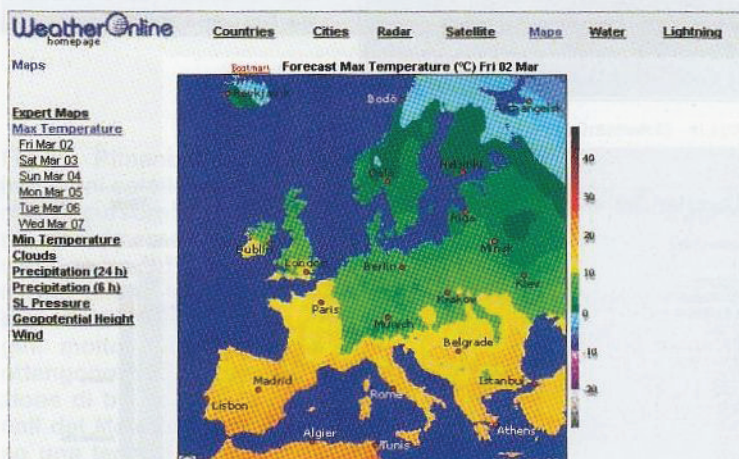 WeatherOnline
homepage
Countries Cities Radar Satellite Maps Water Lightning
Maps
Forecast Max Temperature (°C) Fri 02 Mar
Expert Maps
Max Temperature
Fri Mar 02
Sat Mar 03
Sun Mar 04
Mon Mar 05
Tue Mar 06
Wed Mar 07
Min Temperature
Clouds
Precipitation (24 h)
Precipitation (6 h)
SL Pressure
Geopotential Height
Wind
Reykjavik
Bodö
Oslo
Helsinki
Riga
Minsk
Dublin
London
Berlin
Kiev
Krakow
Paris
Munich
Belgrade
Madrid
Rome
Istanbul
Lisbon
Algier
Tunis
Athens
40
30
20
10
0
-10
-20